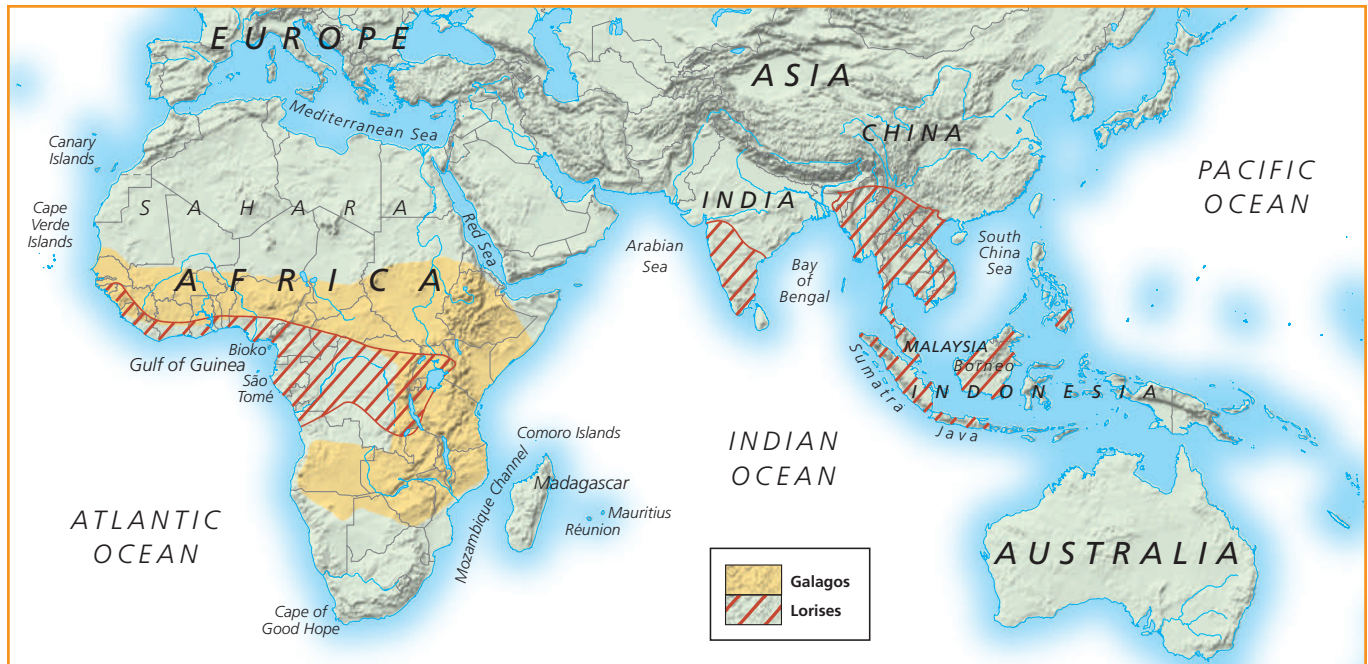 EUROPE
ASIA
Mediterranean Sea
CHINA
Canary
Islands
PACIFIC
OCEAN
SAHARA
INDIA
Cape
Verde
Islands
Red Sea
Arabian
Sea
South
China
Sea
Bay
of
Bengal
AFRICA
Gulf of Guinea
Bioko
São
Tomé
MALAYSIA
Borneo
Sumatra
INDONESIA
Java
Comoro Islands
INDIAN
OCEAN
Madagascar
Mozambique Channel
Mauritius
Réunion
ATLANTIC
OCEAN
AUSTRALIA
Galagos
Lorises
Cape of
Good Hope